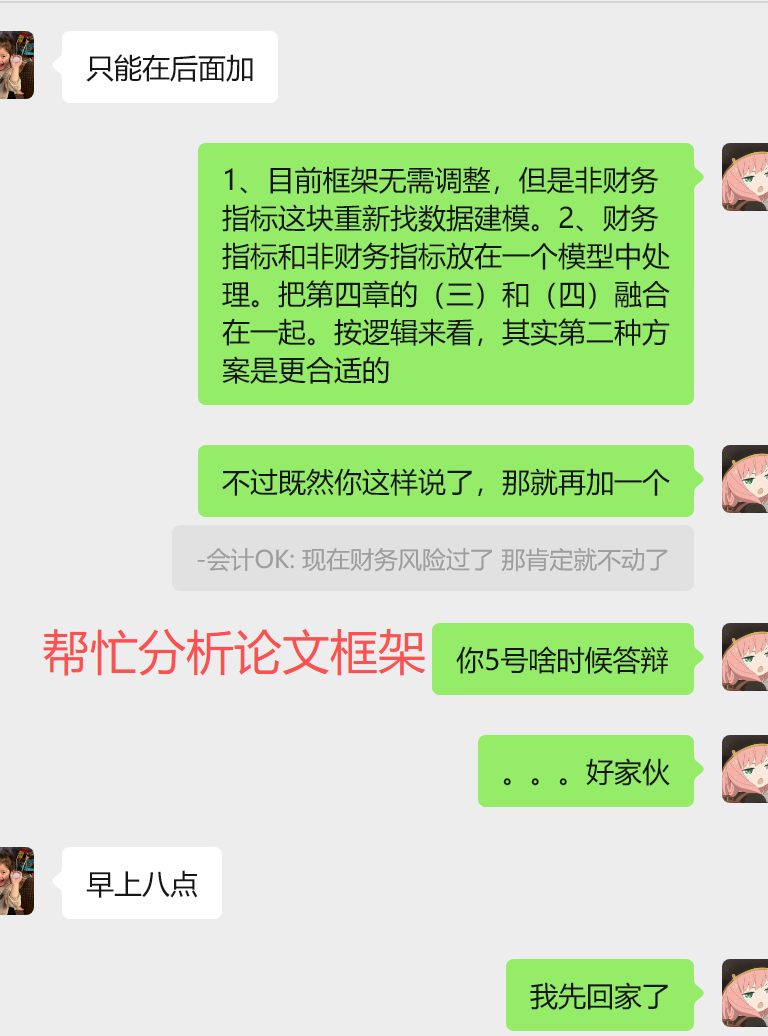 只能在后面加
1、目前框架无需调整，但是非财务
指标这块重新找数据建模。2、财务
指标和非财务指标放在一个模型中处
理。把第四章的（三）和（四）融合
在一起。按逻辑来看，其实第二种方
案是更合适的
不过既然你这样说了，那就再加一个
-会计OK: 现在财务风险过了 那肯定就不动了
帮忙分析论文框架
你5号啥时候答辩
。。。好家伙
早上八点
我先回家了